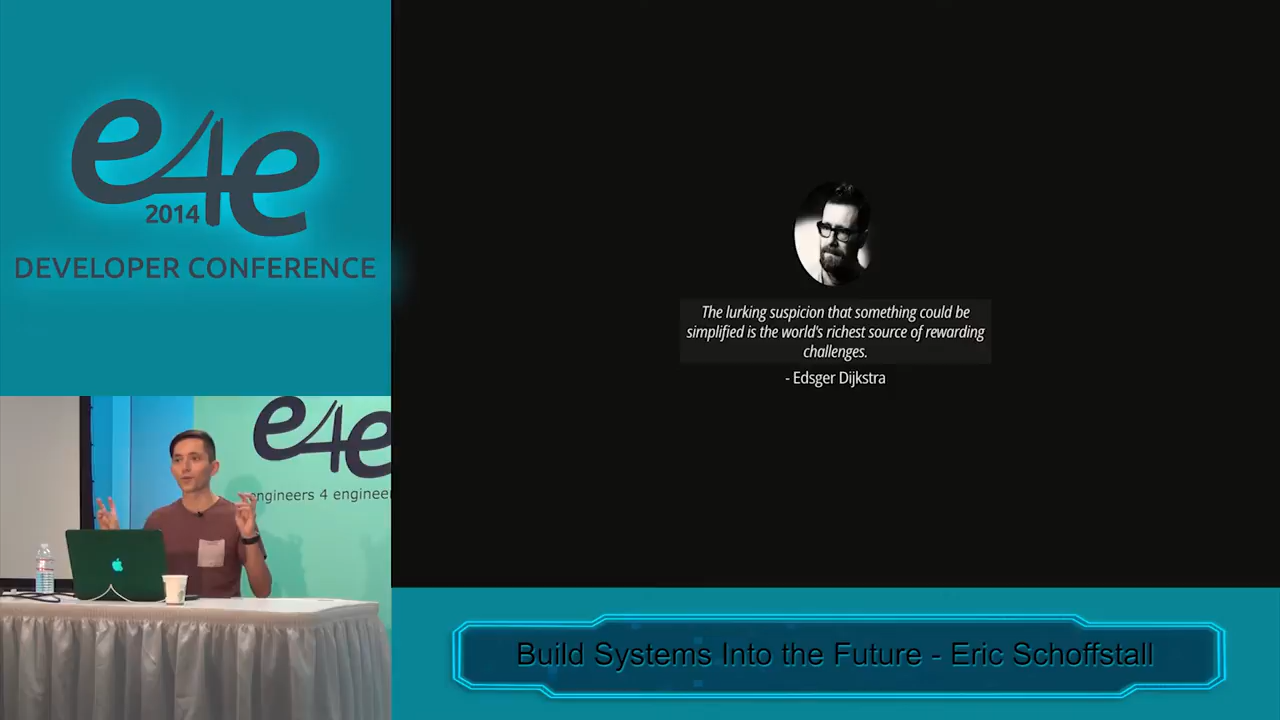 e4e
2014
DEVELOPER CONFERENCE
The lurking suspicion that something could be
simplified is the world's richest source of rewarding
challenges.
- Edsger Dijkstra
e4e
engineers 4 engineer
Build Systems Into the Future - Eric Schoffstall